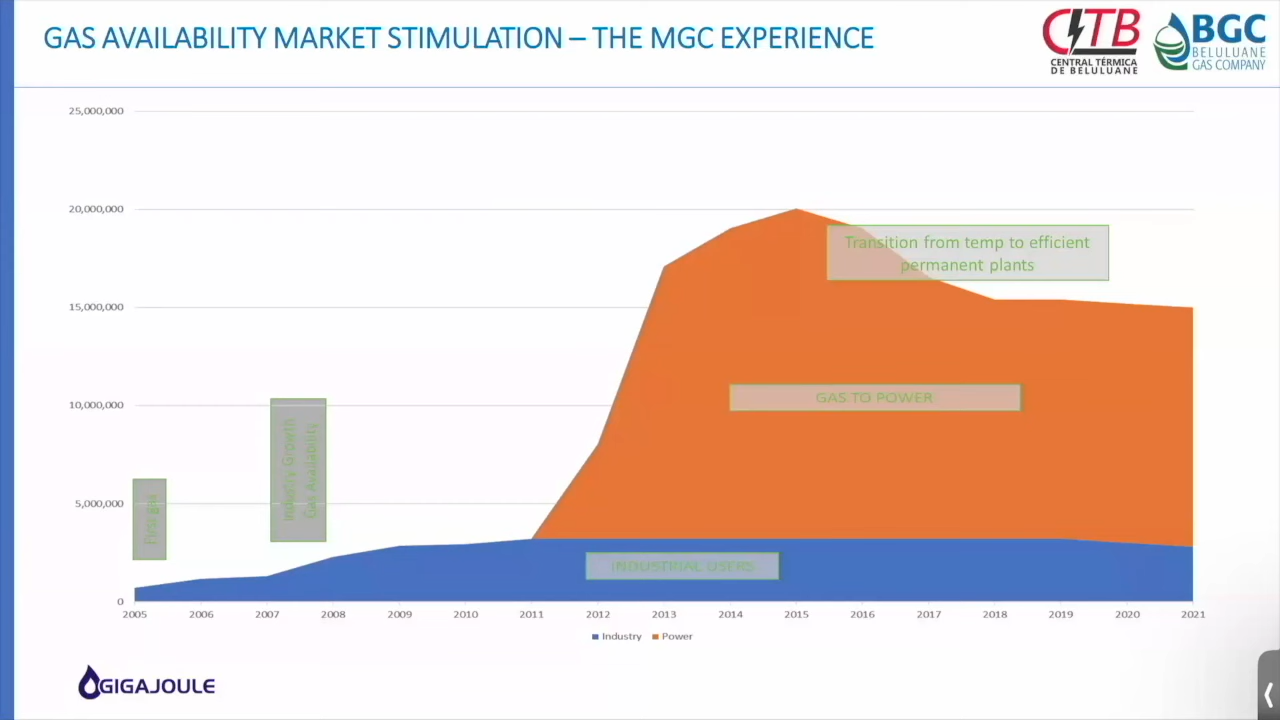 GAS AVAILABILITY MARKET STIMULATION – THE MGC EXPERIENCE
CTB
CENTRAL TÉRMICA
DE BELULUANE
BGC
BELULUANE
GAS COMPANY
25,000,000
20,000,000
Transition from temp to efficient
permanent plants
15,000,000
GAS TO POWER
10,000,000
Industry Growth
Gas Availability
5,000,000
First gas
INDUSTRIAL USERS
0
2005 2006 2007 2008 2009 2010 2011 2012 2013 2014 2015 2016 2017 2018 2019 2020 2021
Industry Power
GIGAJOULE